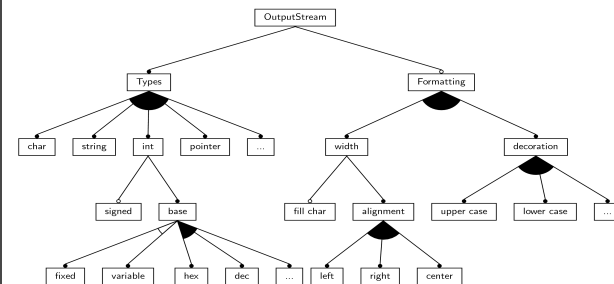 OutputStream
Types Formatting
char string int pointer ... width decoration
signed base fill char alignment upper case lower case ...
fixed variable hex dec ... left right center